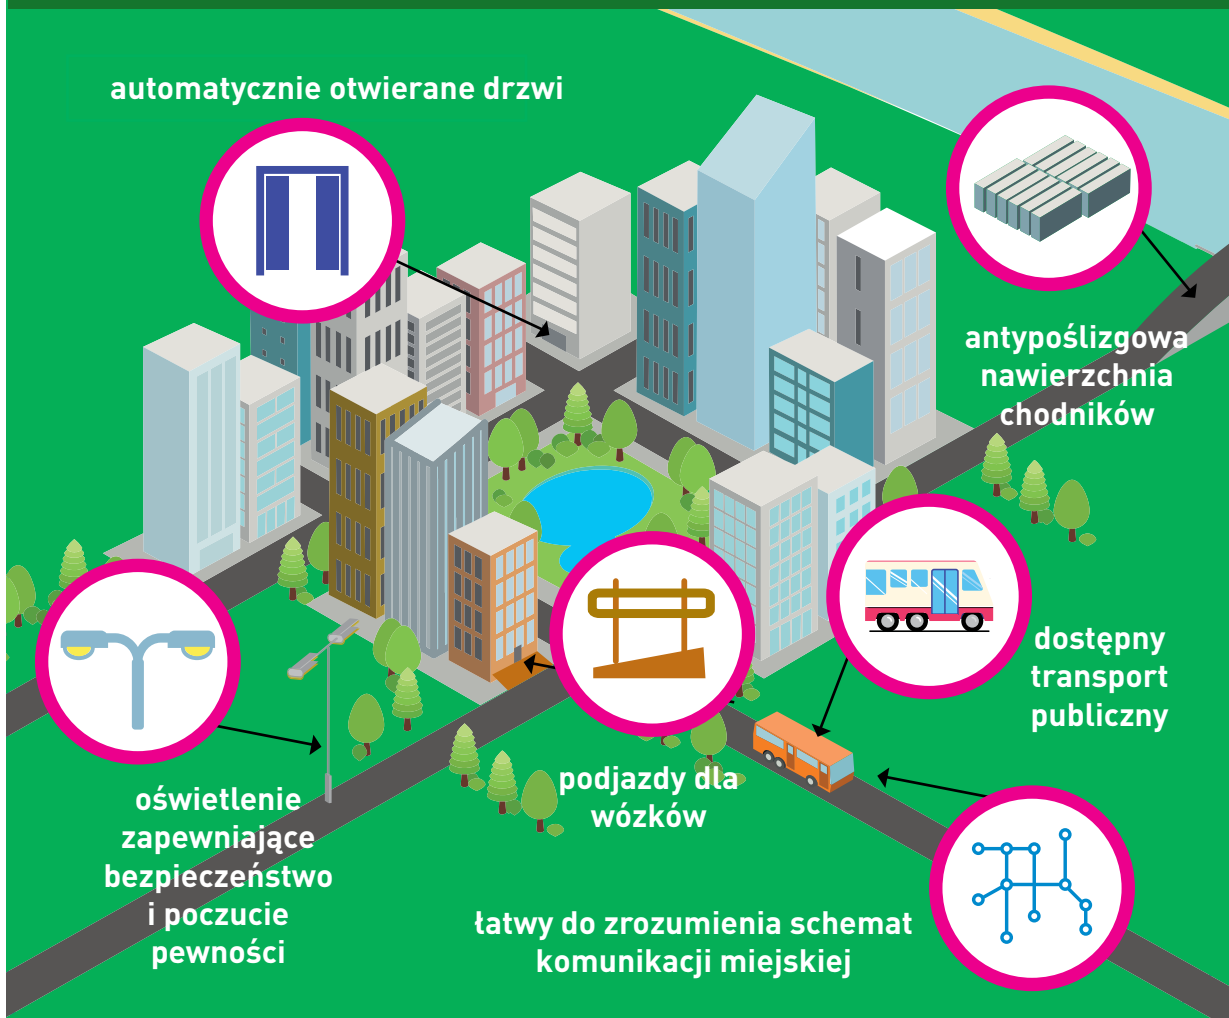 automatycznie otwierane drzwi
antypoślizgowa
nawierzchnia
chodników
dostępny
transport
publiczny
podjazdy dla
wózków
oświetlenie
zapewniające
bezpieczeństwo
i poczucie
pewności
łatwy do zrozumienia schemat
komunikacji miejskiej